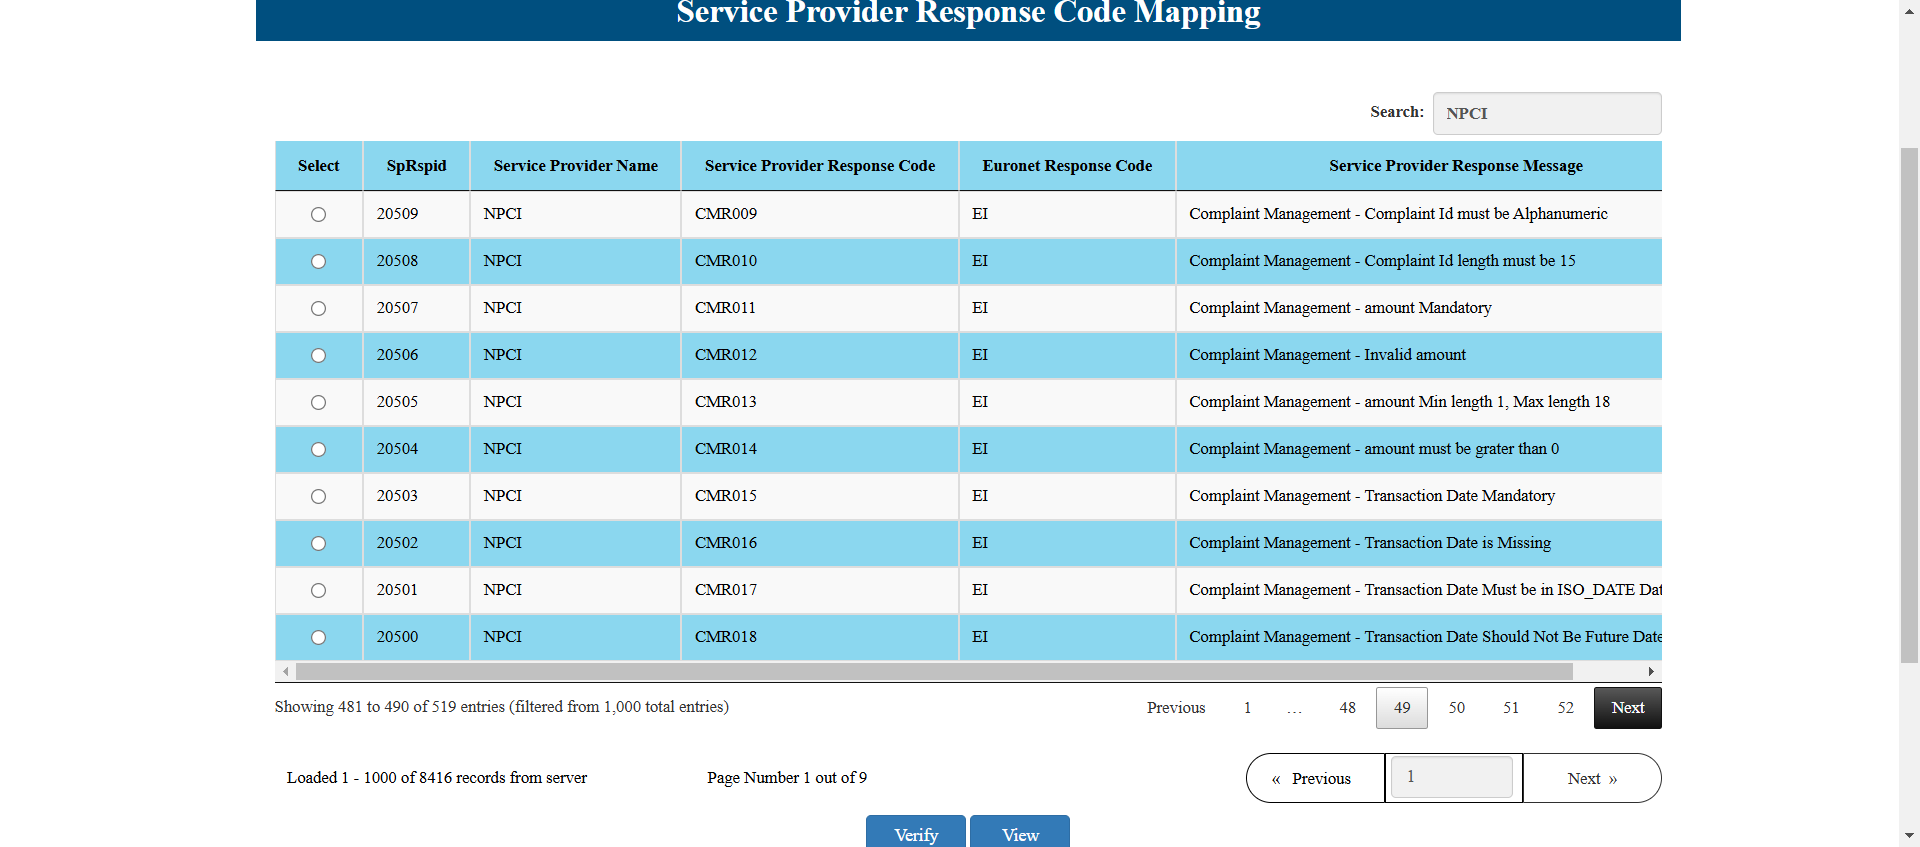 Service Provider Response Code Mapping
Search: NPCI
Select SpRspid Service Provider Name Service Provider Response Code Euronet Response Code Service Provider Response Message
20509 NPCI CMR009 EI Complaint Management - Complaint Id must be Alphanumeric
20508 NPCI CMR010 EI Complaint Management - Complaint Id length must be 15
20507 NPCI CMR011 EI Complaint Management - amount Mandatory
20506 NPCI CMR012 EI Complaint Management - Invalid amount
20505 NPCI CMR013 EI Complaint Management - amount Min length 1, Max length 18
20504 NPCI CMR014 EI Complaint Management - amount must be grater than 0
20503 NPCI CMR015 EI Complaint Management - Transaction Date Mandatory
20502 NPCI CMR016 EI Complaint Management - Transaction Date is Missing
20501 NPCI CMR017 EI Complaint Management - Transaction Date Must be in ISO_DATE Dat
20500 NPCI CMR018 EI Complaint Management - Transaction Date Should Not Be Future Date
Showing 481 to 490 of 519 entries (filtered from 1,000 total entries) Previous 1 … 48 49 50 51 52 Next
Loaded 1 - 1000 of 8416 records from server Page Number 1 out of 9 « Previous 1 Next »
Verify View